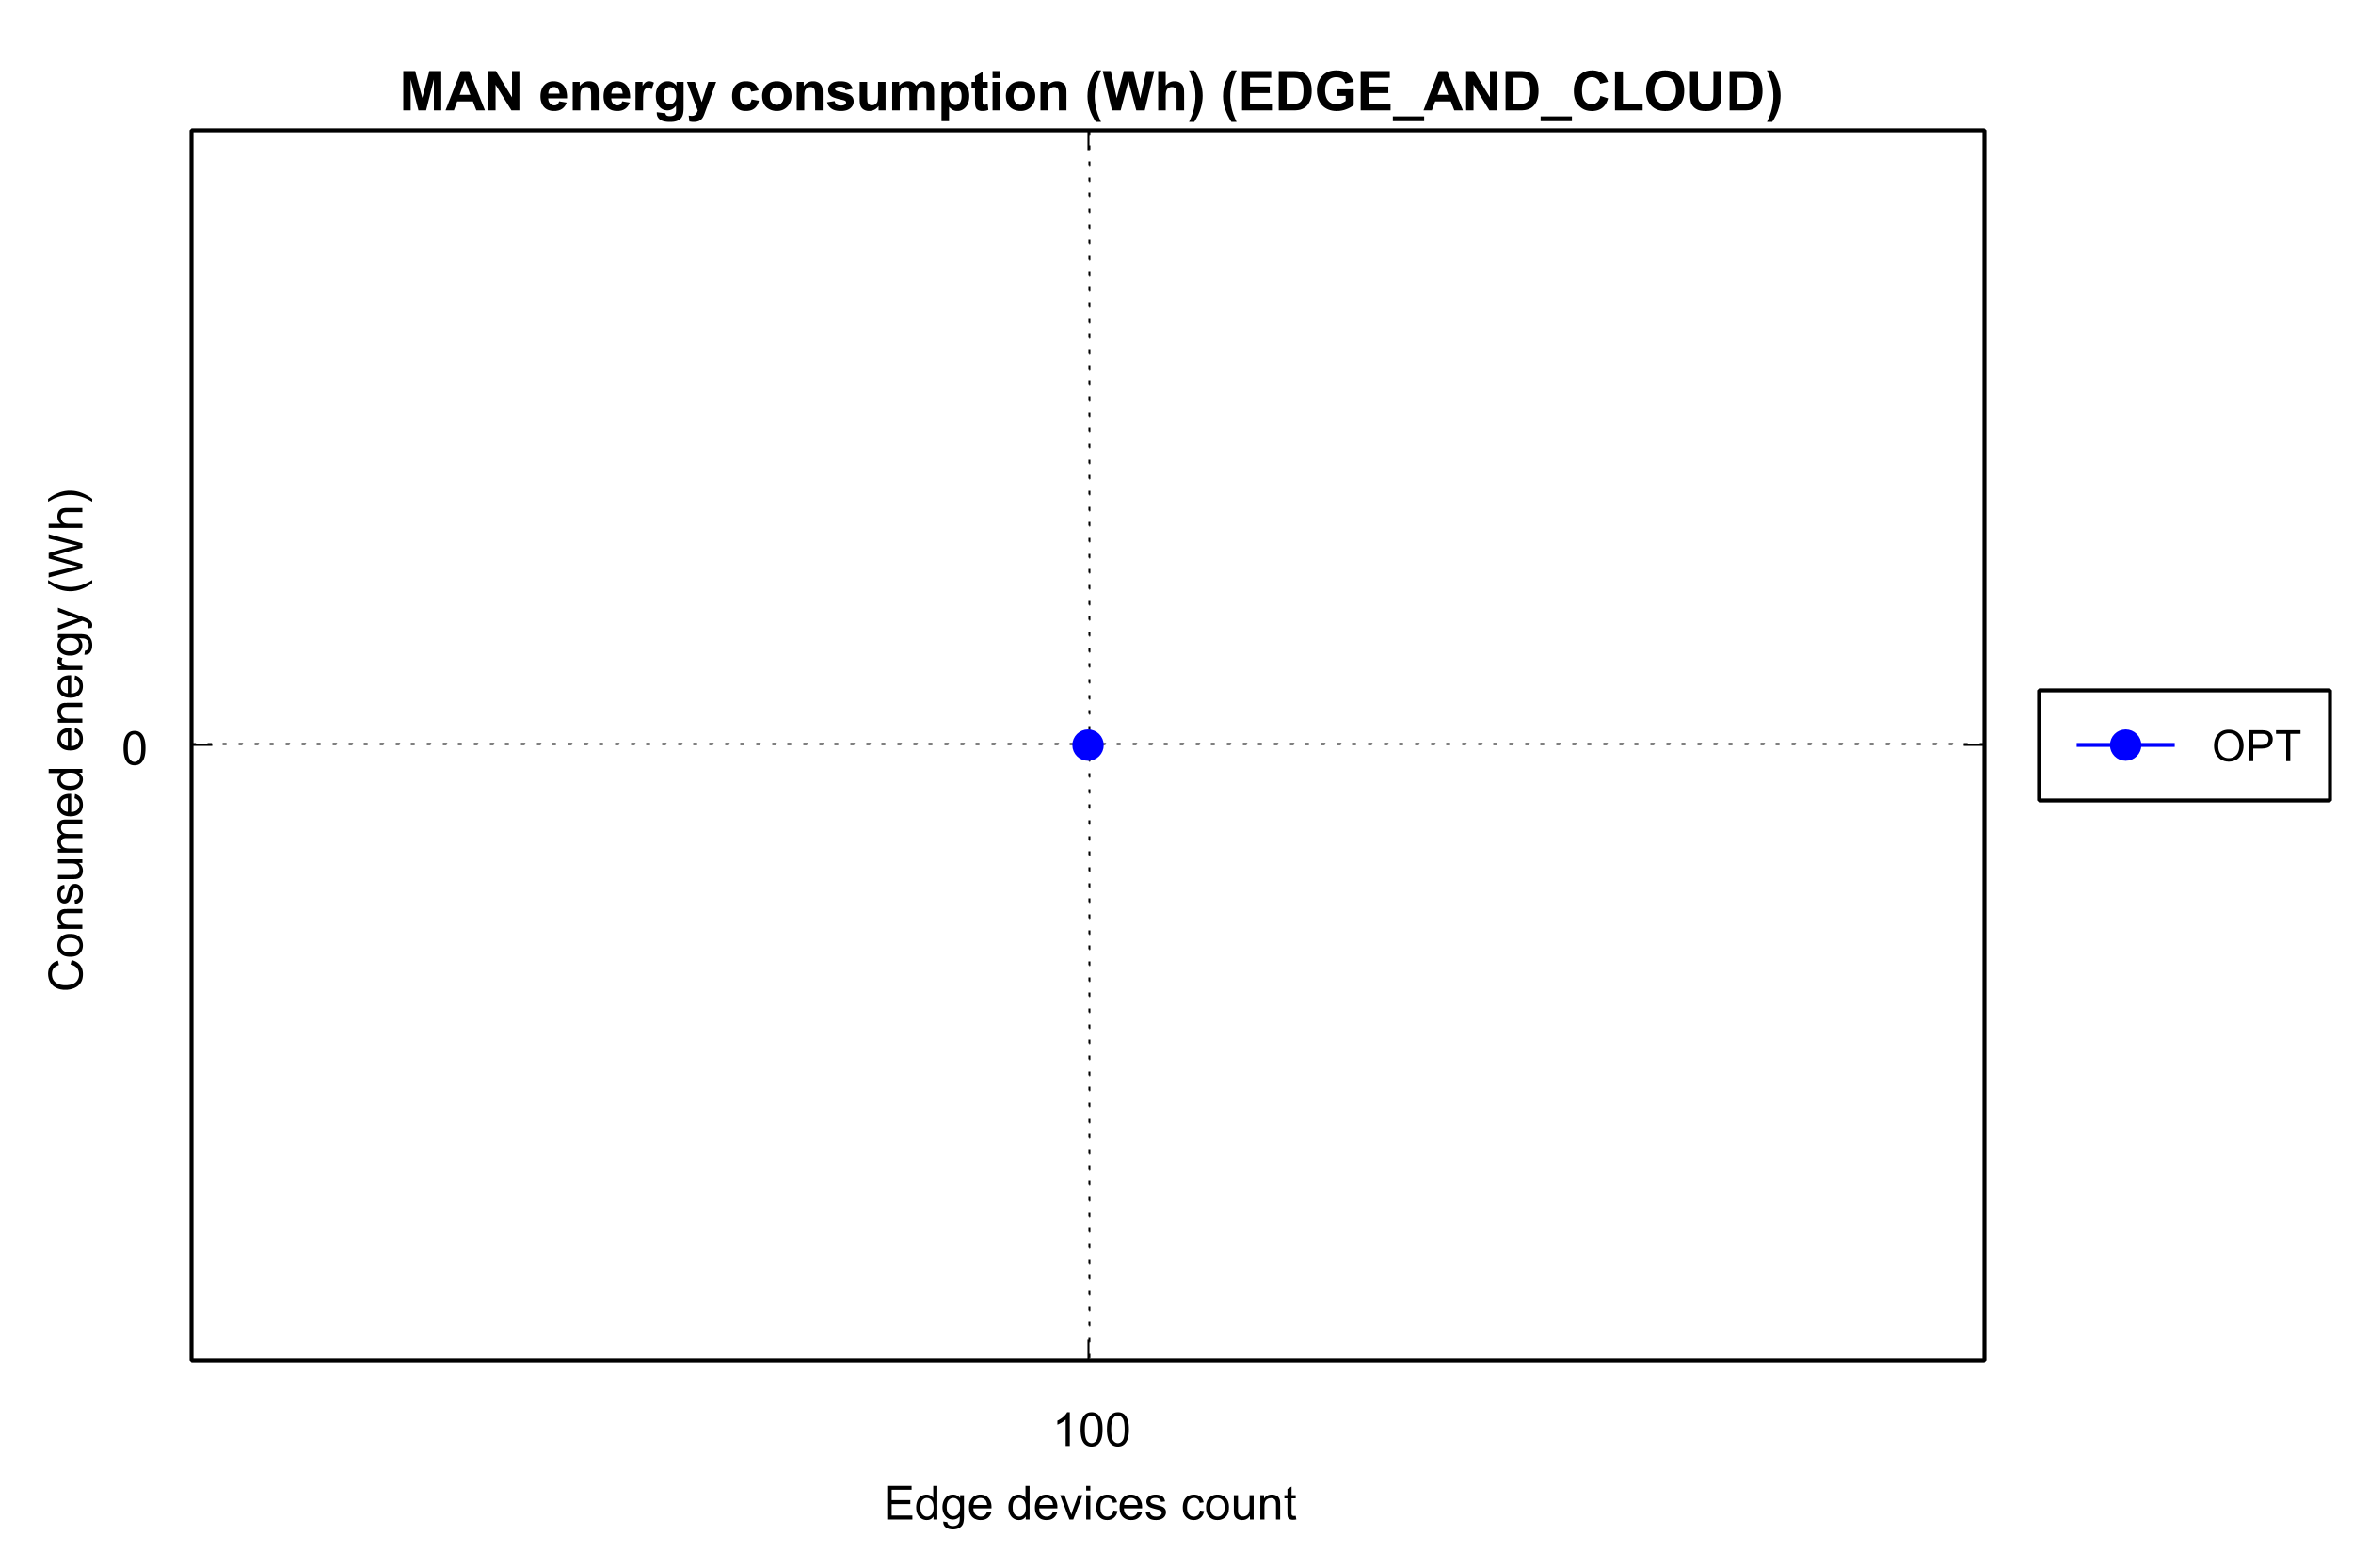 MAN energy consumption (Wh) (EDGE_AND_CLOUD)
Consumed energy (Wh)
0
OPT
100
Edge devices count